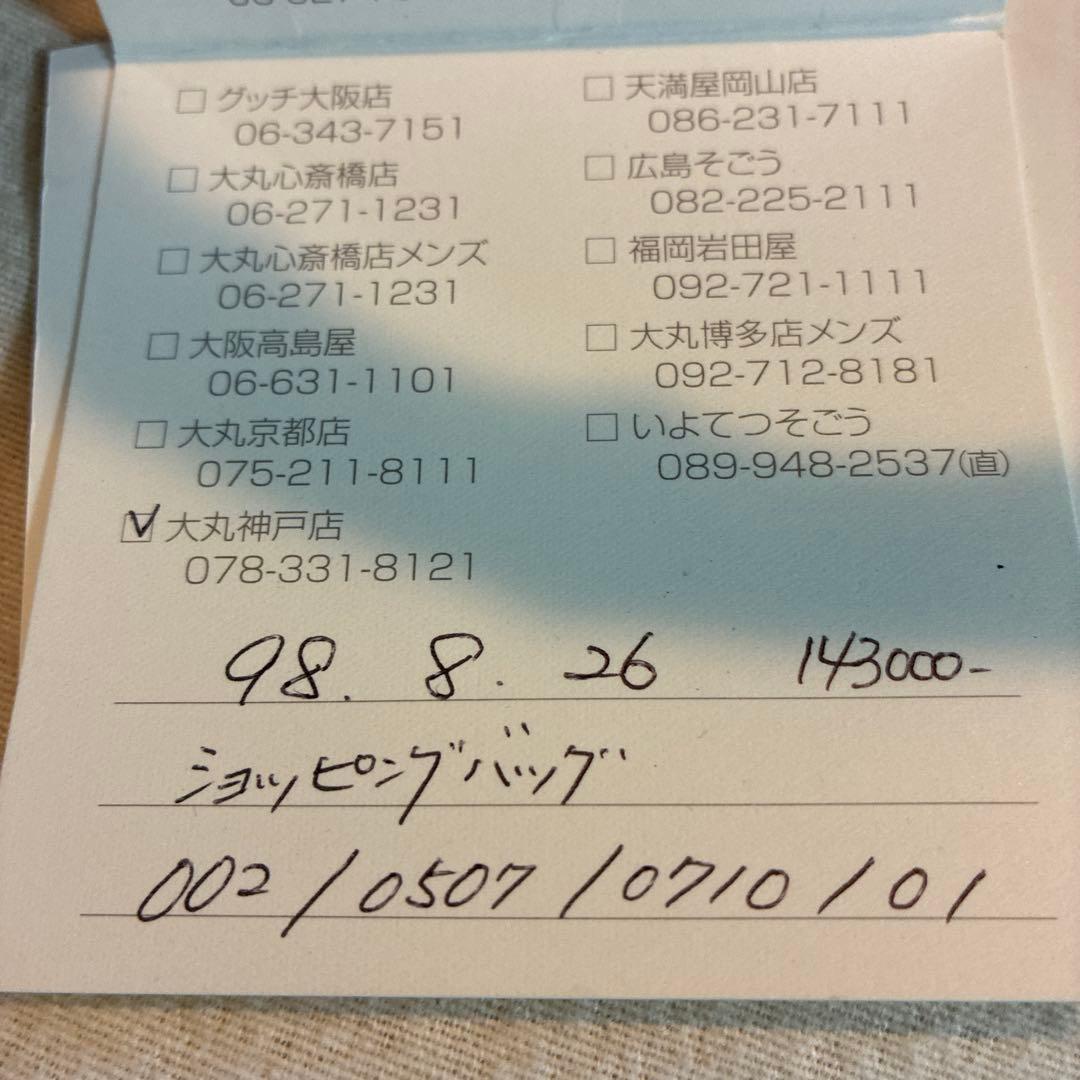 □ グッチ大阪店
06-343-7151
□ 大丸心斎橋店
06-271-1231
□ 大丸心斎橋店メンズ
06-271-1231
□ 大阪高島屋
06-631-1101
□ 大丸京都店
075-211-8111
☑ 大丸神戸店
078-331-8121
□ 天満屋岡山店
086-231-7111
□ 広島そごう
082-225-2111
□ 福岡岩田屋
092-721-1111
□ 大丸博多店メンズ
092-712-8181
□ いよてつそごう
089-948-2537(直)
98. 8. 26 143000-
ショッピングバッグ
002/0507/0710/01